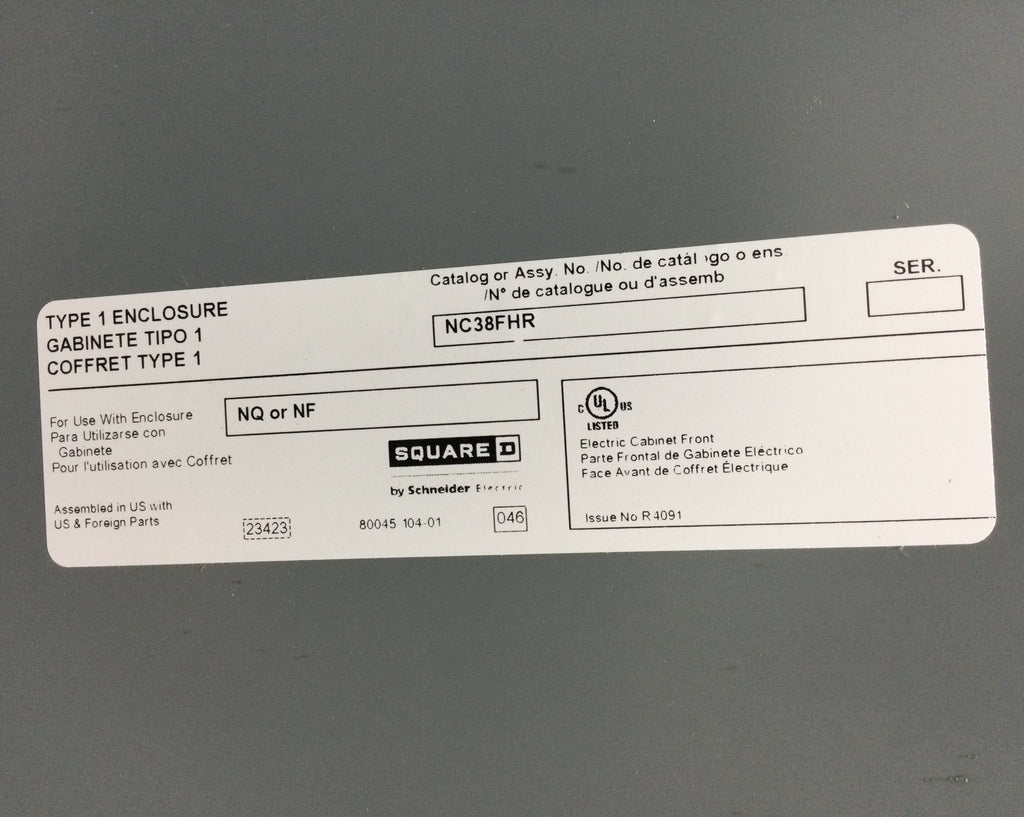 TYPE 1 ENCLOSURE
GABINETE TIPO 1
COFFRET TYPE 1
Catalog or Assy. No. /No. de catál go o ens
/N° de catalogue ou d'assemb
NC38FHR
SER.
For Use With Enclosure
Para Utilizarse con
Gabinete
Pour l'utilisation avec Coffret
NQ or NF
SQUARE D
by Schneider Electric
Assembled in US with
US & Foreign Parts
23423
80045 104-01
046
C UL US
LISTED
Electric Cabinet Front
Parte Frontal de Gabinete Eléctrico
Face Avant de Coffret Électrique
Issue No R4091